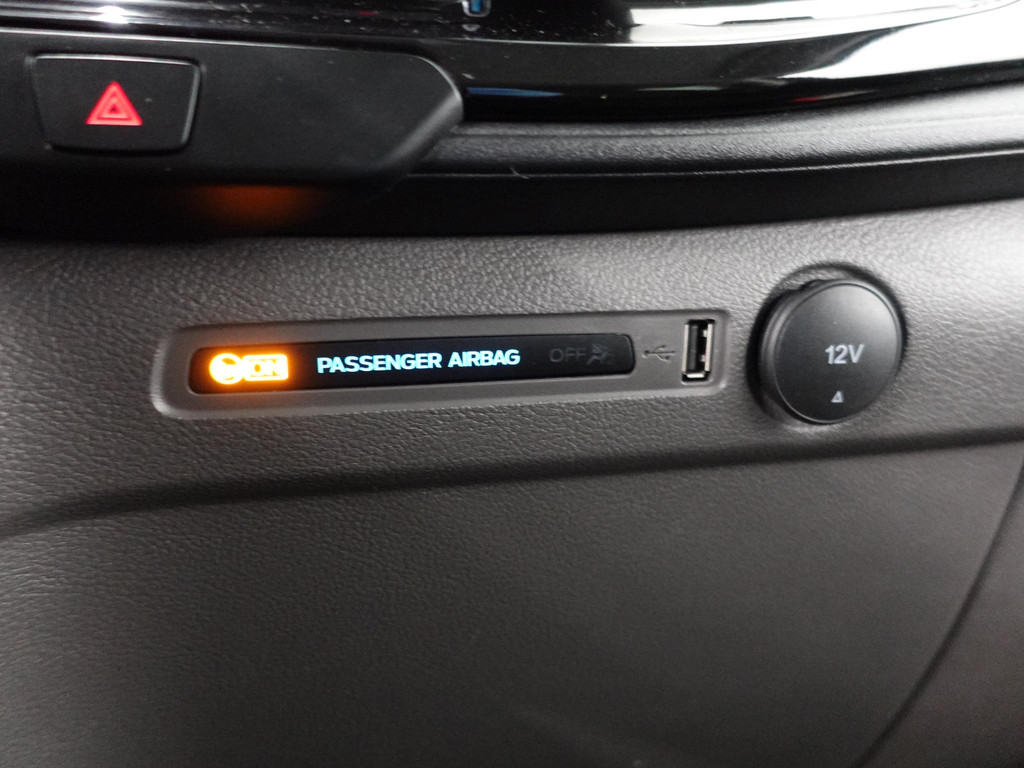 ON PASSENGER AIRBAG OFF
12V